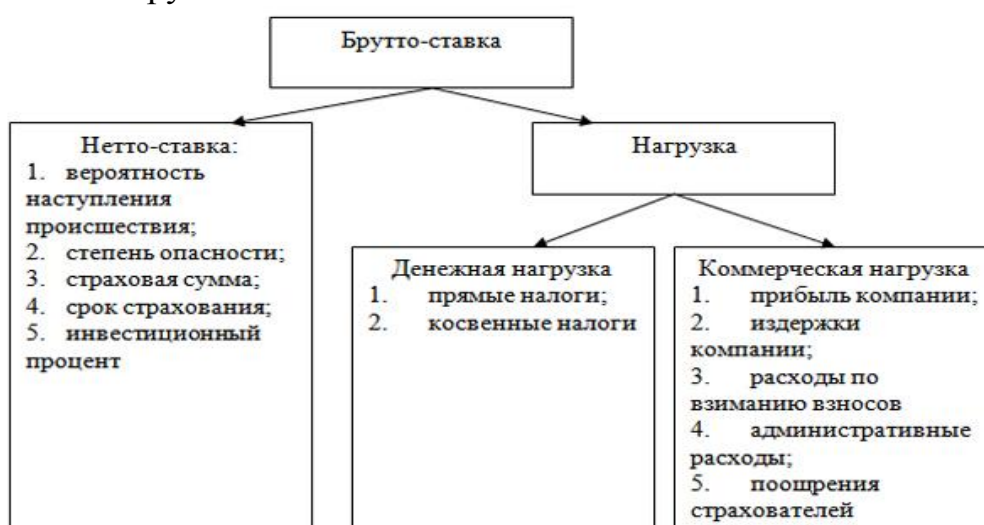 Брутто-ставка
Нетто-ставка:
1. вероятность
наступления
происшествия;
2. степень опасности;
3. страховая сумма;
4. срок страхования;
5. инвестиционный
процент
Нагрузка
Денежная нагрузка
1. прямые налоги;
2. косвенные налоги
Коммерческая нагрузка
1. прибыль компании;
2. издержки
компании;
3. расходы по
взиманию взносов
4. административные
расходы;
5. поощрения
страхователей